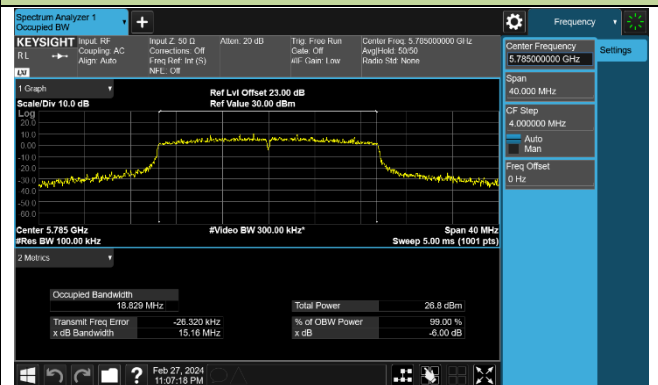 Spectrum Analyzer 1
Occupied BW
Frequency
KEYSIGHT
RL
LXI
Input: RF
Coupling: AC
Align: Auto
Input Z: 50 Ω
Corrections: Off
Freq Ref: Int (S)
NFE: Off
Atten: 20 dB
Trig: Free Run
Gate: Off
#IF Gain: Low
Center Freq: 5.785000000 GHz
Avg|Hold: 50/50
Radio Std: None
Center Frequency
5.785000000 GHz
Settings
Span
40.000 MHz
CF Step
4.000000 MHz
Auto
Man
Freq Offset
0 Hz
1 Graph
Scale/Div 10.0 dB
Ref Lvl Offset 23.00 dB
Ref Value 30.00 dBm
Log
20.0
10.0
0.00
-10.0
-20.0
-30.0
-40.0
-50.0
-60.0
Center 5.785 GHz
#Res BW 100.00 kHz
#Video BW 300.00 kHz*
Span 40 MHz
Sweep 5.00 ms (1001 pts)
2 Metrics
Occupied Bandwidth
18.829 MHz
Total Power 26.8 dBm
Transmit Freq Error -26.320 kHz
% of OBW Power 99.00 %
x dB Bandwidth 15.16 MHz
x dB -6.00 dB
?
Feb 27, 2024
11:07:18 PM